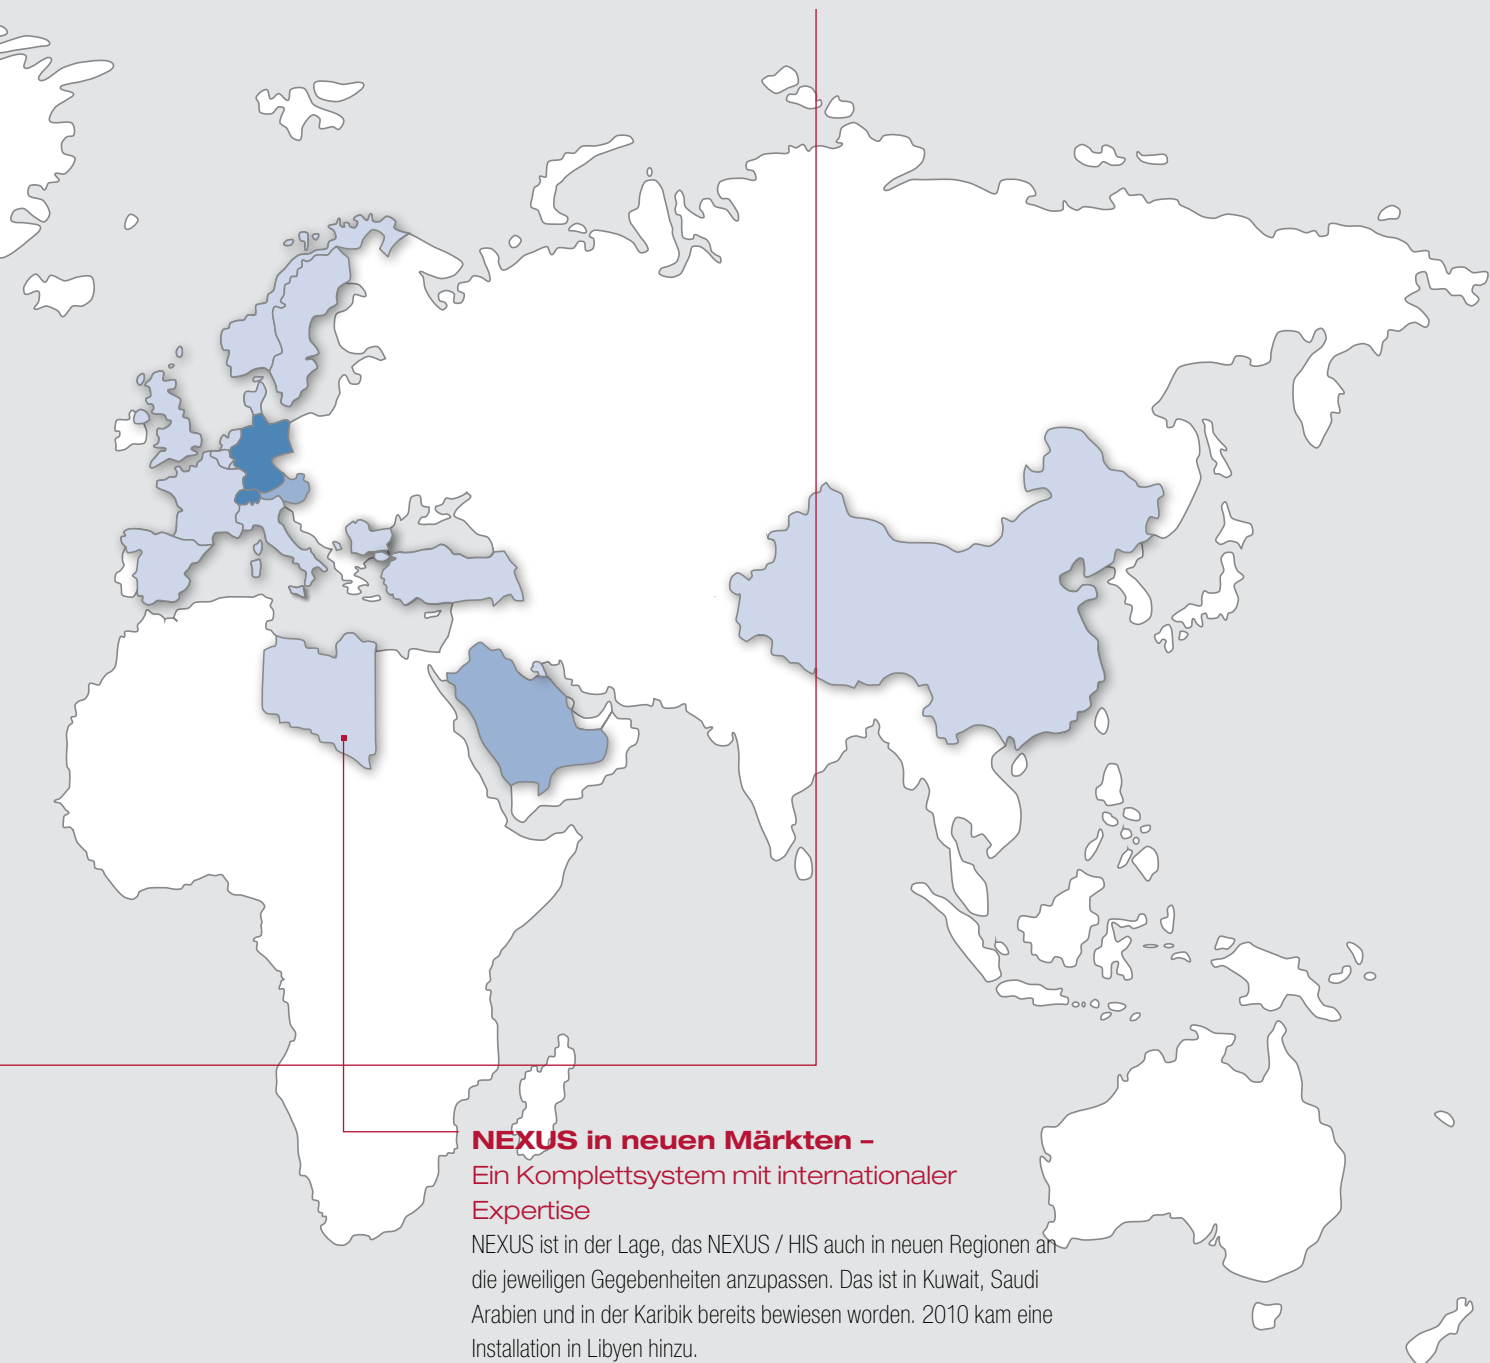 NEXUS in neuen Märkten –
Ein Komplettsystem mit internationaler
Expertise
NEXUS ist in der Lage, das NEXUS / HIS auch in neuen Regionen an
die jeweiligen Gegebenheiten anzupassen. Das ist in Kuwait, Saudi
Arabien und in der Karibik bereits bewiesen worden. 2010 kam eine
Installation in Libyen hinzu.